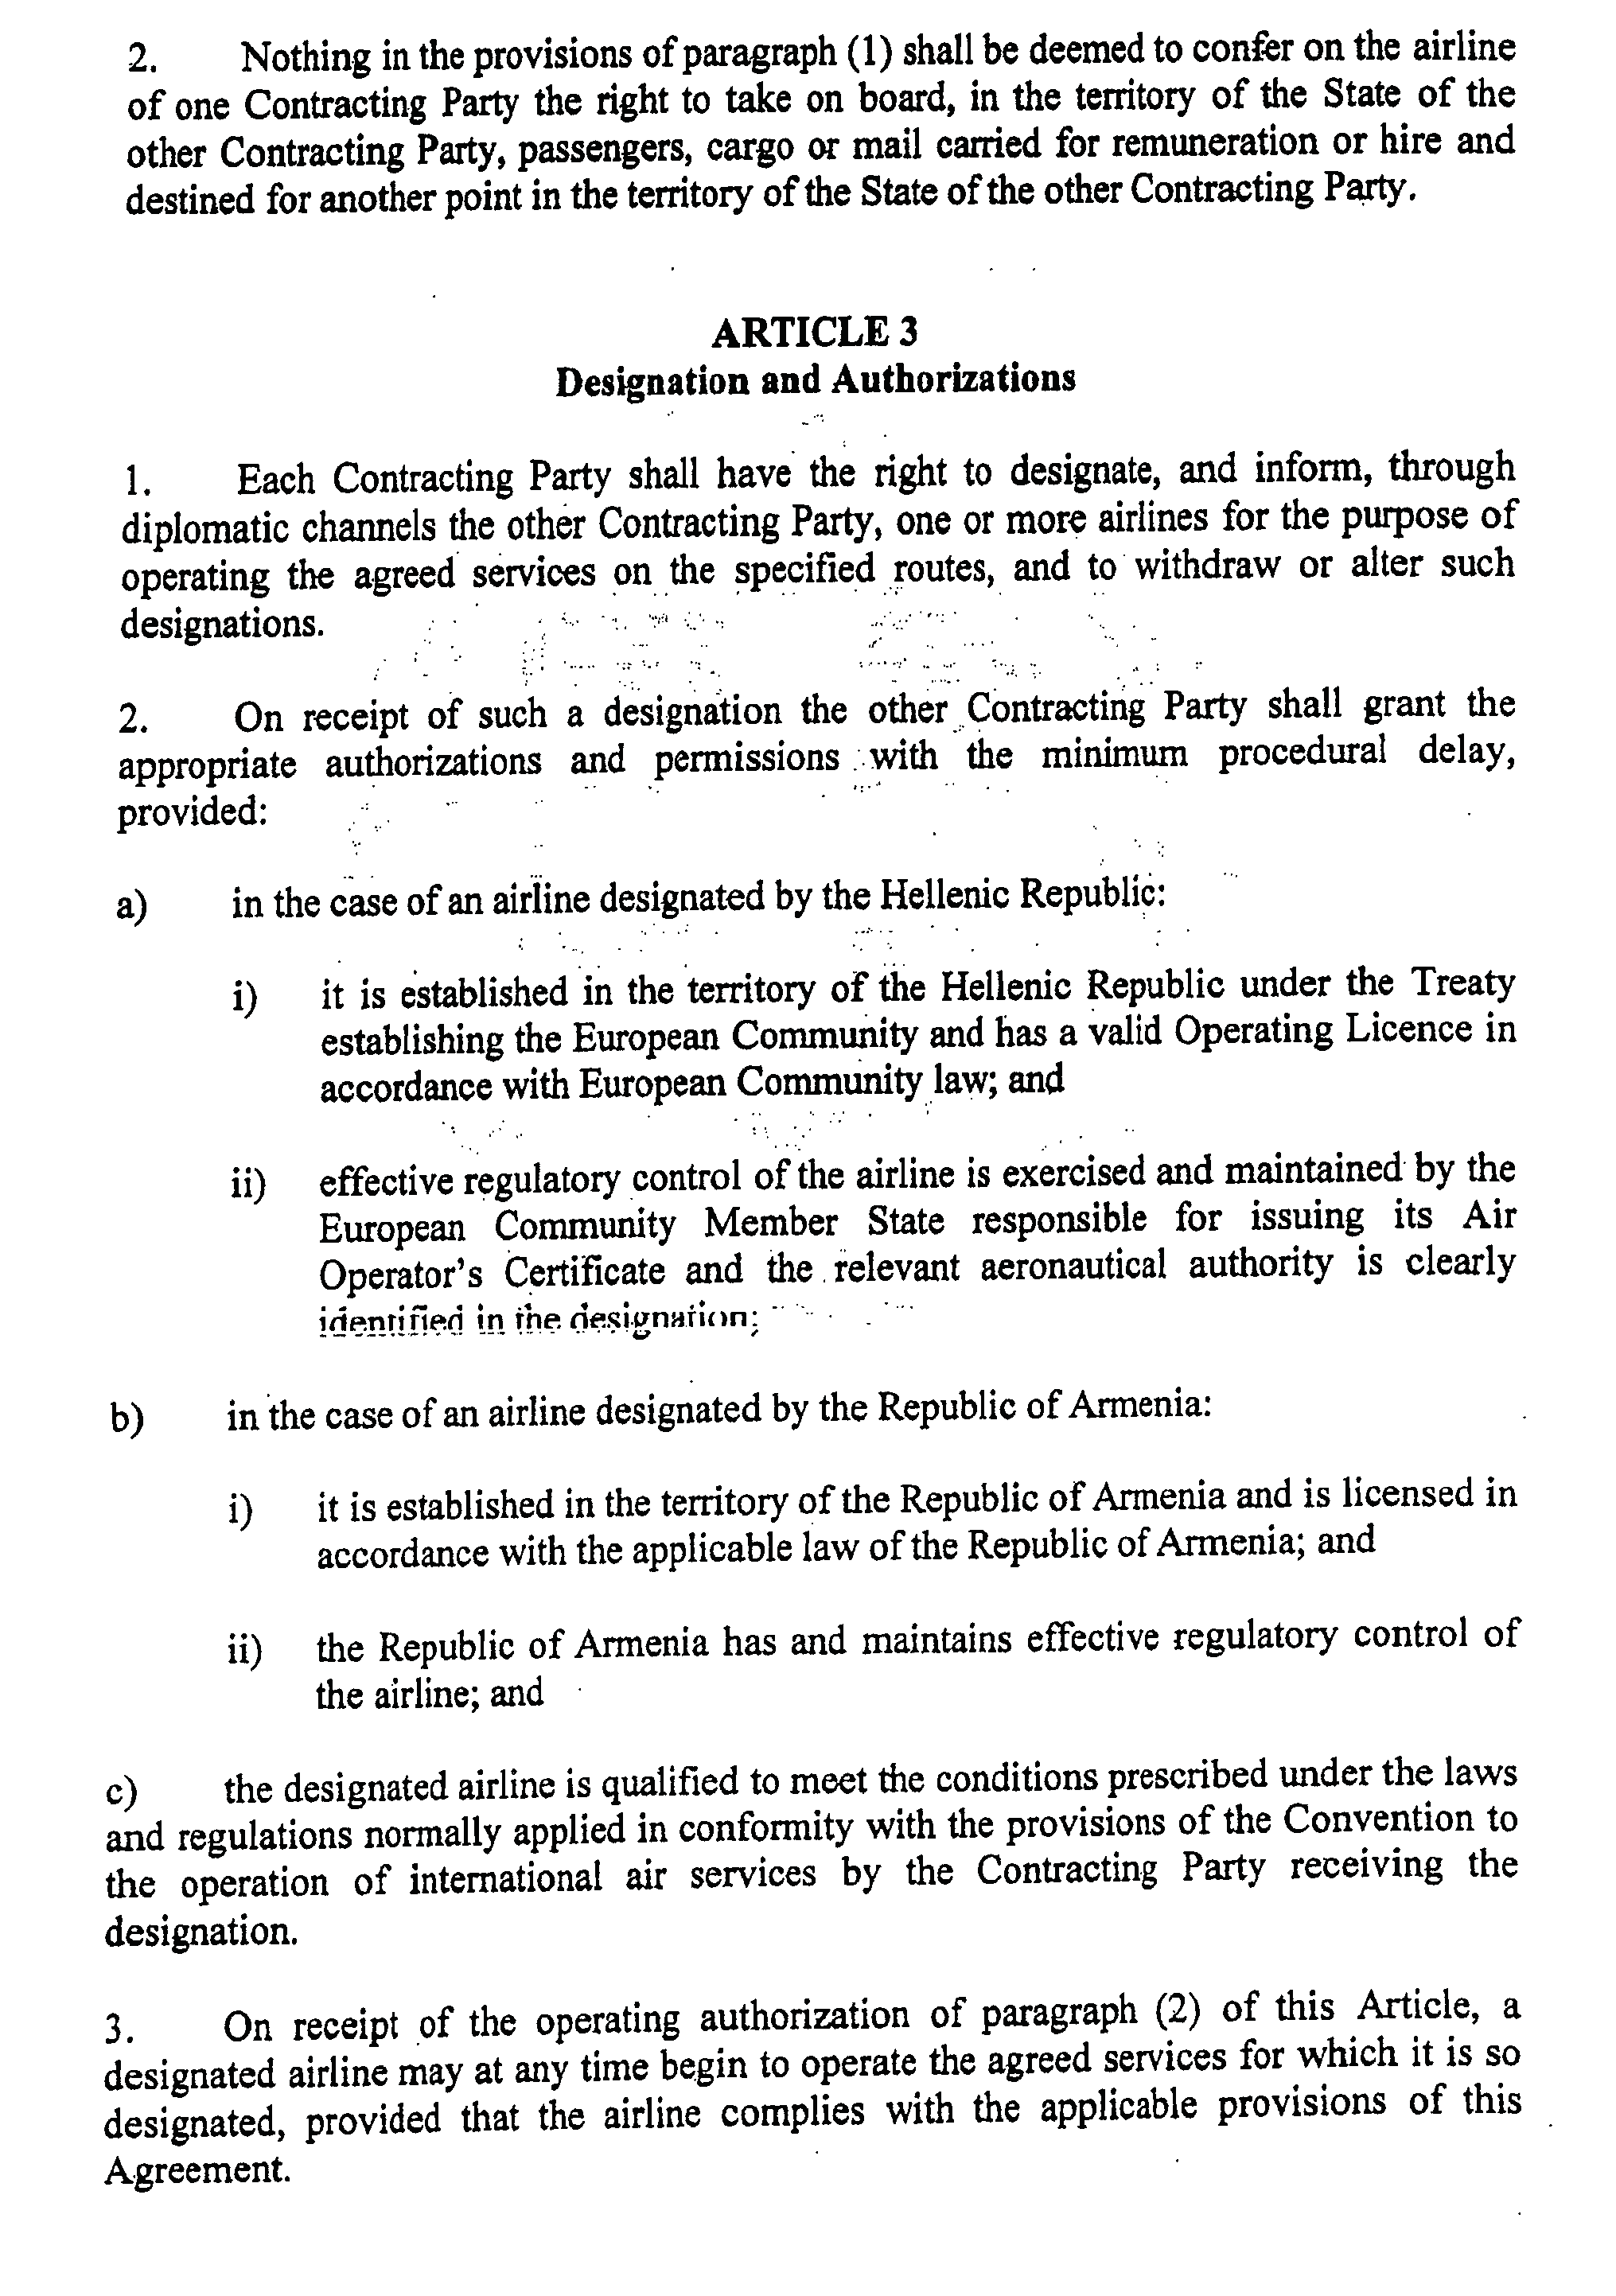 2. Nothing in the provisions of paragraph (1) shall be deemed to confer on the airline
of one Contracting Party the right to take on board, in the territory of the State of the
other Contracting Party, passengers, cargo or mail carried for remuneration or hire and
destined for another point in the territory of the State of the other Contracting Party.
ARTICLE 3
Designation and Authorizations
1. Each Contracting Party shall have the right to designate, and inform, through
diplomatic channels the other Contracting Party, one or more airlines for the purpose of
operating the agreed services on the specified routes, and to withdraw or alter such
designations.
2. On receipt of such a designation the other Contracting Party shall grant the
appropriate authorizations and permissions with the minimum procedural delay,
provided:
a) in the case of an airline designated by the Hellenic Republic:
i) it is established in the territory of the Hellenic Republic under the Treaty
establishing the European Community and has a valid Operating Licence in
accordance with European Community law; and
ii) effective regulatory control of the airline is exercised and maintained by the
European Community Member State responsible for issuing its Air
Operator's Certificate and the relevant aeronautical authority is clearly
identified in the designation;
b) in the case of an airline designated by the Republic of Armenia:
i) it is established in the territory of the Republic of Armenia and is licensed in
accordance with the applicable law of the Republic of Armenia; and
ii) the Republic of Armenia has and maintains effective regulatory control of
the airline; and
c) the designated airline is qualified to meet the conditions prescribed under the laws
and regulations normally applied in conformity with the provisions of the Convention to
the operation of international air services by the Contracting Party receiving the
designation.
3. On receipt of the operating authorization of paragraph (2) of this Article, a
designated airline may at any time begin to operate the agreed services for which it is so
designated, provided that the airline complies with the applicable provisions of this
Agreement.